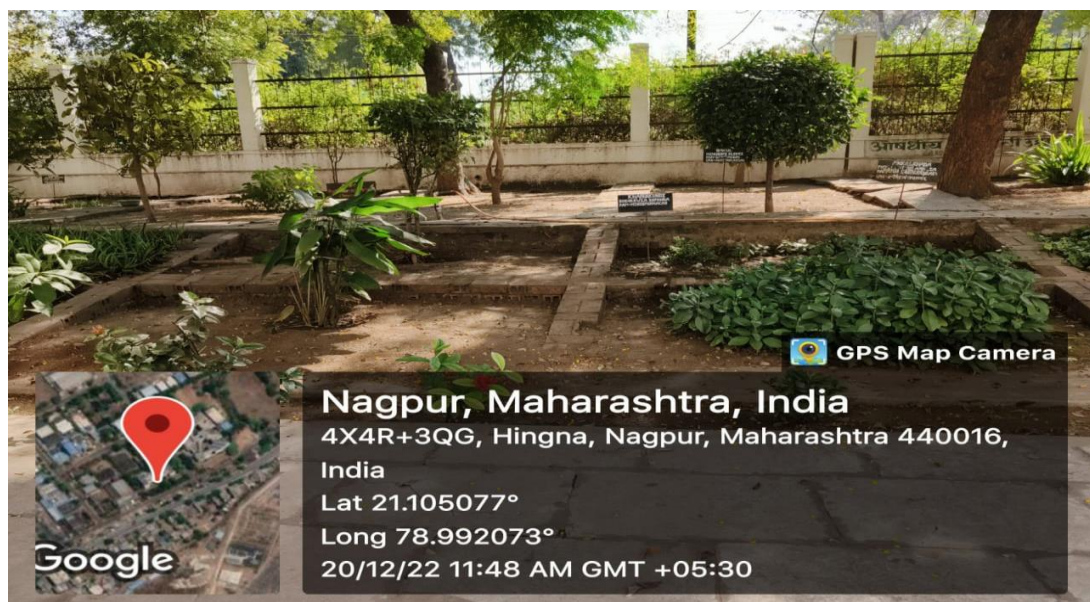 GPS Map Camera
Nagpur, Maharashtra, India
4X4R+3QG, Hingna, Nagpur, Maharashtra 440016,
India
Lat 21.105077°
Long 78.992073°
20/12/22 11:48 AM GMT +05:30
Google